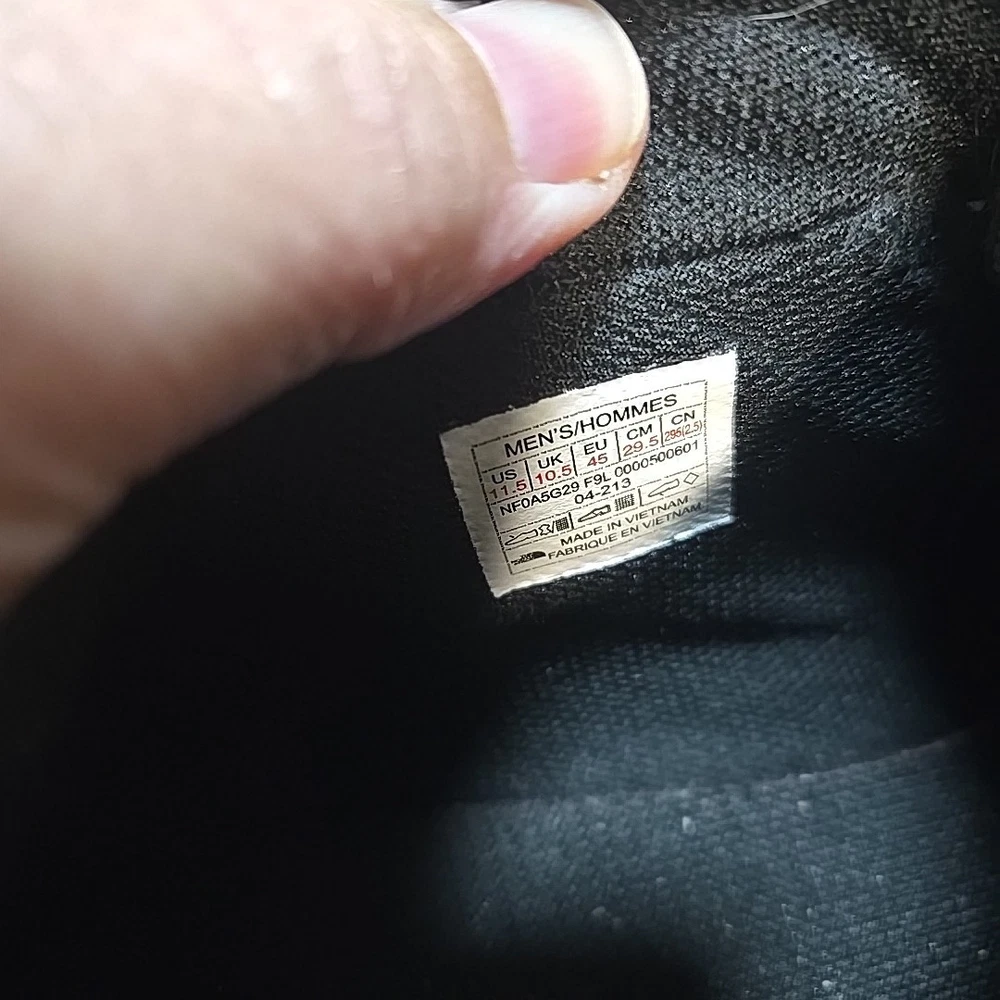 MEN'S/HOMMES
US UK EU CM CN
11.5 10.5 45 29.5 295(2.5)
NF0A5G29 F9L 0000500601
04-213
MADE IN VIETNAM
FABRIQUE EN VIETNAM